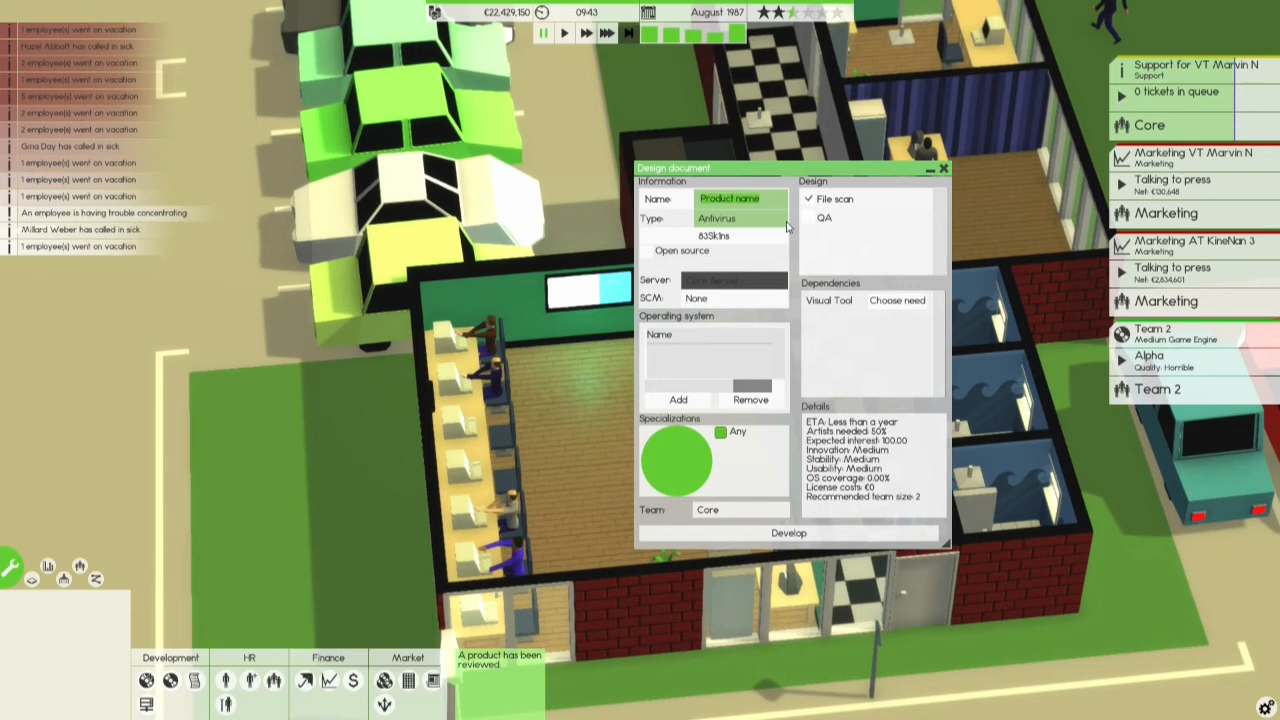 €22,429,150
09:43
August 1987
1 employee(s) went on vacation
Hazel Abbott has called in sick
2 employee(s) went on vacation
1 employee(s) went on vacation
5 employee(s) went on vacation
2 employee(s) went on vacation
2 employee(s) went on vacation
Gina Day has called in sick
1 employee(s) went on vacation
1 employee(s) went on vacation
1 employee(s) went on vacation
An employee is having trouble concentrating
Millard Weber has called in sick
1 employee(s) went on vacation
Design document
Information
Name:
Product name
Type:
Antivirus
83Sk1ns
Open source
Server:
Core Server
SCM:
None
Operating system
Name
Add
Remove
Specializations
Any
Team:
Core
Design
File scan
QA
Dependencies
Visual Tool
Choose need
Details
ETA: Less than a year
Artists needed: 50%
Expected interest: 100.00
Innovation: Medium
Stability: Medium
Usability: Medium
OS coverage: 0.00%
License costs: €0
Recommended team size: 2
Develop
Support for VT Marvin N
Support
0 tickets in queue
Core
Marketing VT Marvin N
Marketing
Talking to press
Net: €130,648
Marketing
Marketing AT KineNan 3
Marketing
Talking to press
Net: €2,834,601
Marketing
Team 2
Medium Game Engine
Alpha
Quality: Horrible
Team 2
Development
HR
Finance
Market
A product has been
reviewed.